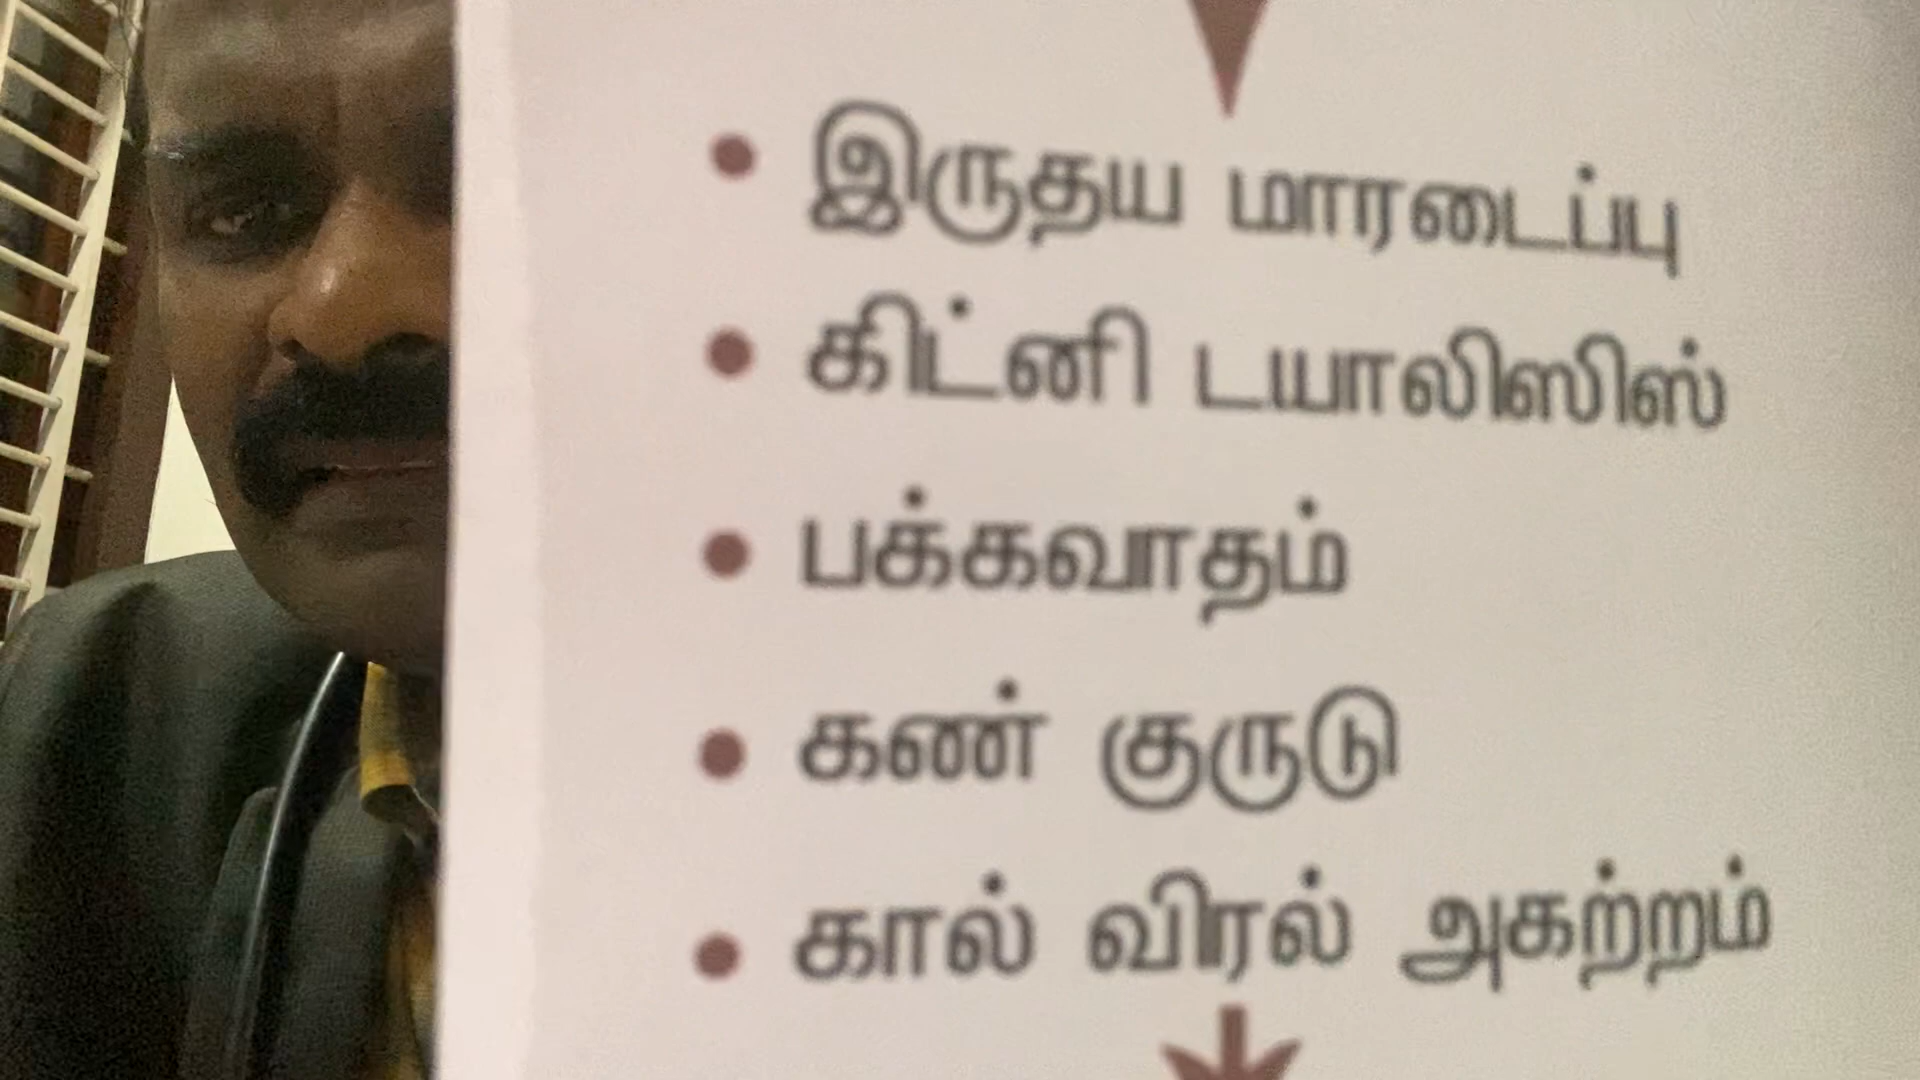 இருதய மாரடைப்பு
கிட்னி டயாலிஸிஸ்
பக்கவாதம்
கண் குருடு
கால் விரல் அகற்றம்